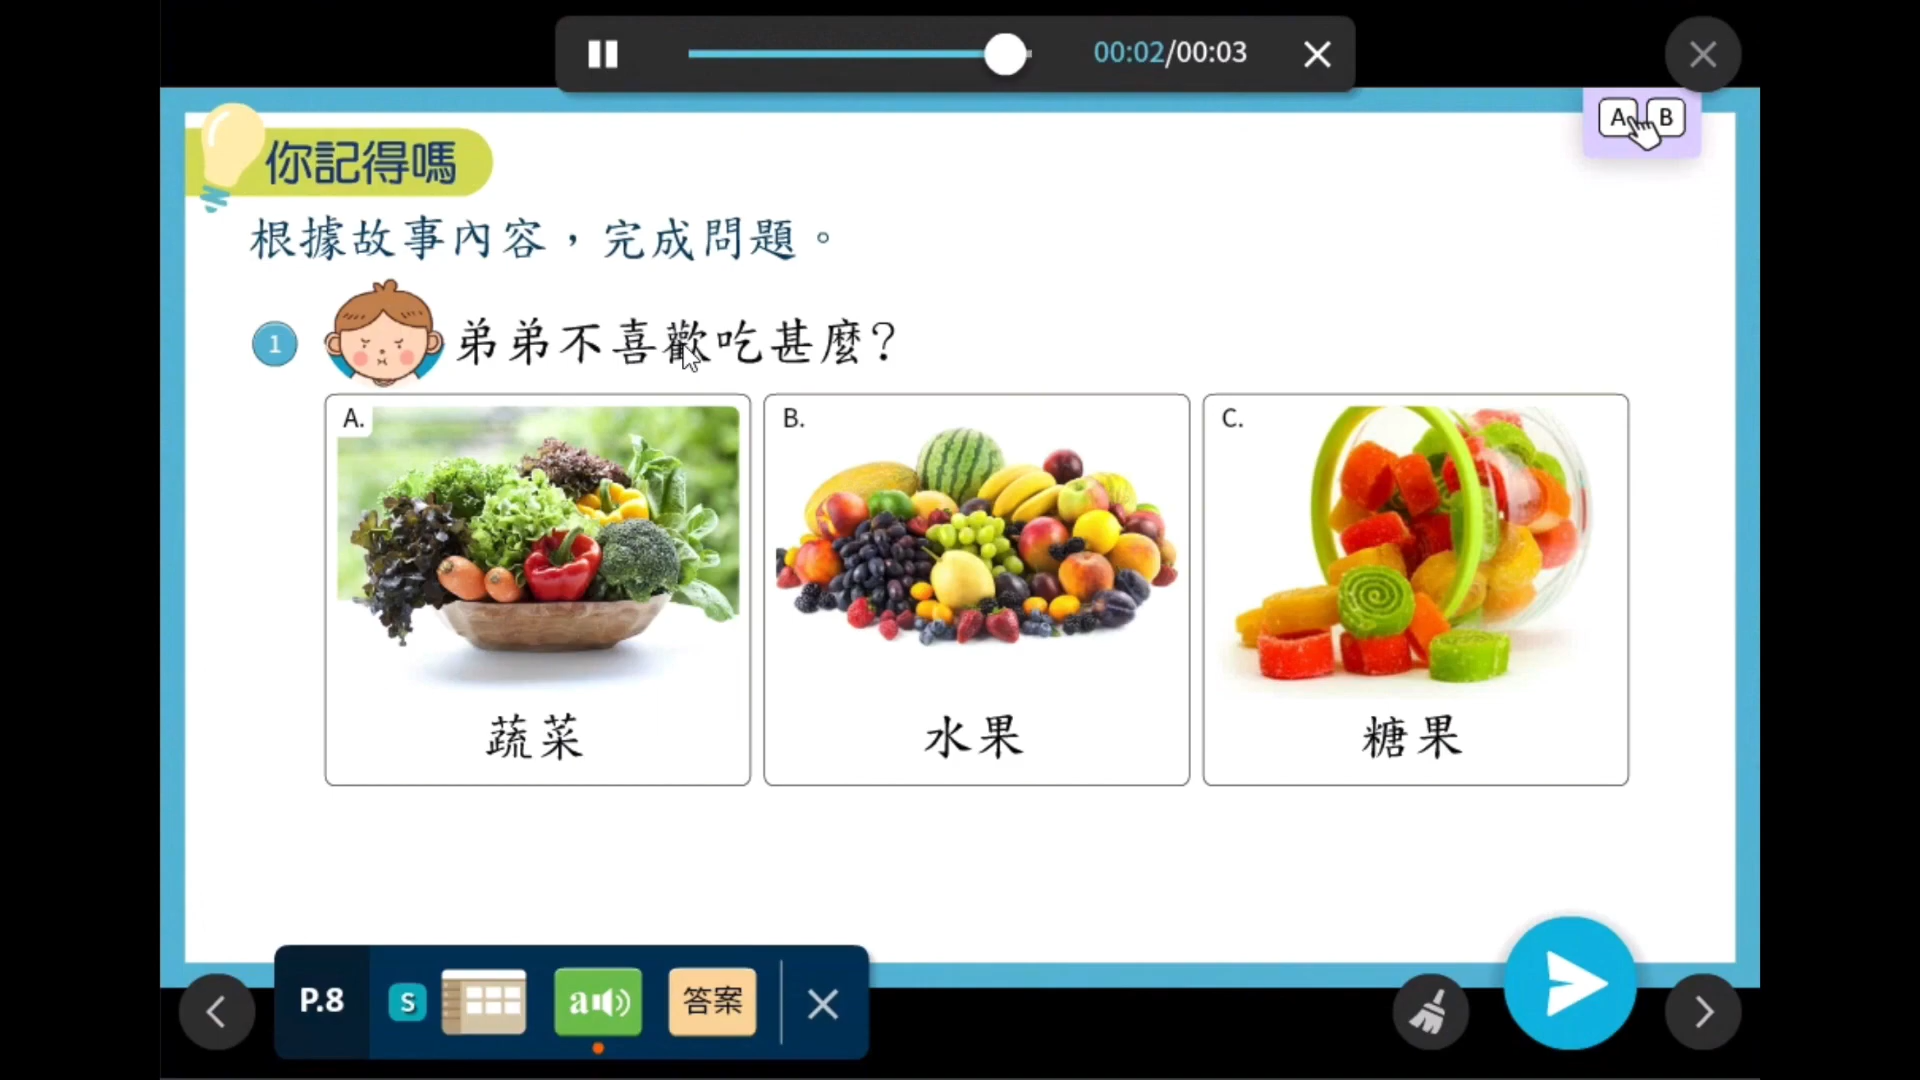 00:02/00:03
A B
你記得嗎
根據故事內容，完成問題。
1 弟弟不喜歡吃甚麼？
A. B. C.
蔬菜 水果 糖果
P.8 S a 答案